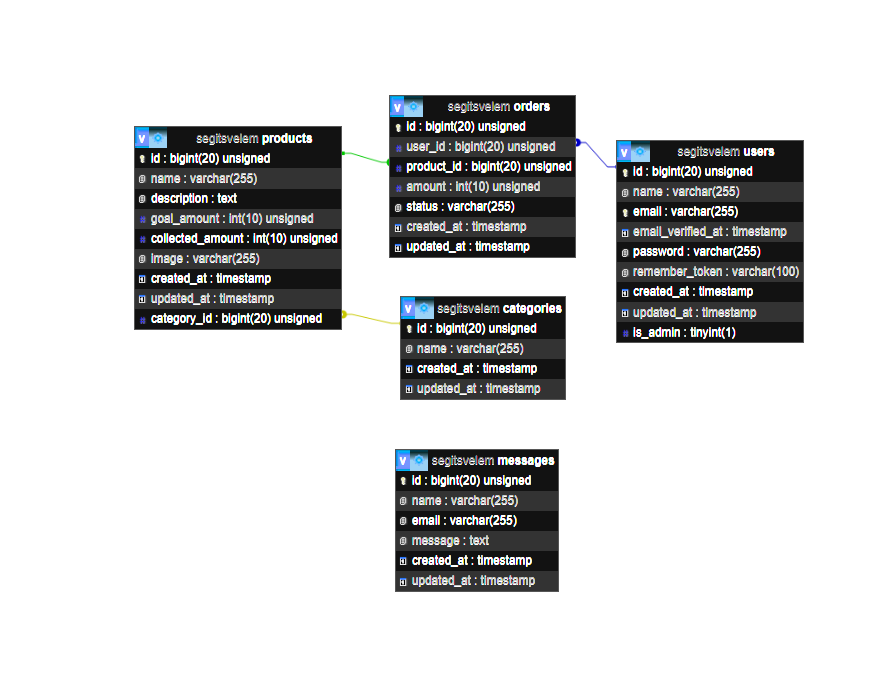 v segitsvelem products
id : bigint(20) unsigned
name : varchar(255)
description : text
goal_amount : int(10) unsigned
collected_amount : int(10) unsigned
image : varchar(255)
created_at : timestamp
updated_at : timestamp
category_id : bigint(20) unsigned
v segitsvelem orders
id : bigint(20) unsigned
user_id : bigint(20) unsigned
product_id : bigint(20) unsigned
amount : int(10) unsigned
status : varchar(255)
created_at : timestamp
updated_at : timestamp
v segitsvelem users
id : bigint(20) unsigned
name : varchar(255)
email : varchar(255)
email_verified_at : timestamp
password : varchar(255)
remember_token : varchar(100)
created_at : timestamp
updated_at : timestamp
is_admin : tinyint(1)
v segitsvelem categories
id : bigint(20) unsigned
name : varchar(255)
created_at : timestamp
updated_at : timestamp
v segitsvelem messages
id : bigint(20) unsigned
name : varchar(255)
email : varchar(255)
message : text
created_at : timestamp
updated_at : timestamp